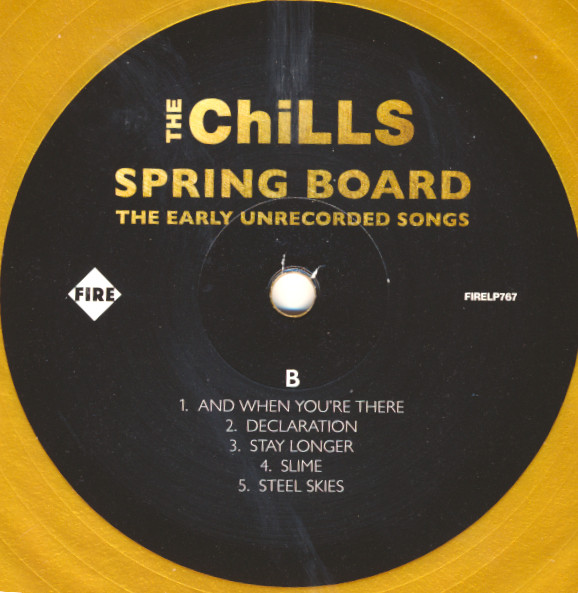 THE ChiLLS
SPRING BOARD
THE EARLY UNRECORDED SONGS
FIRE
FIRELP767
B
1. AND WHEN YOU'RE THERE
2. DECLARATION
3. STAY LONGER
4. SLIME
5. STEEL SKIES